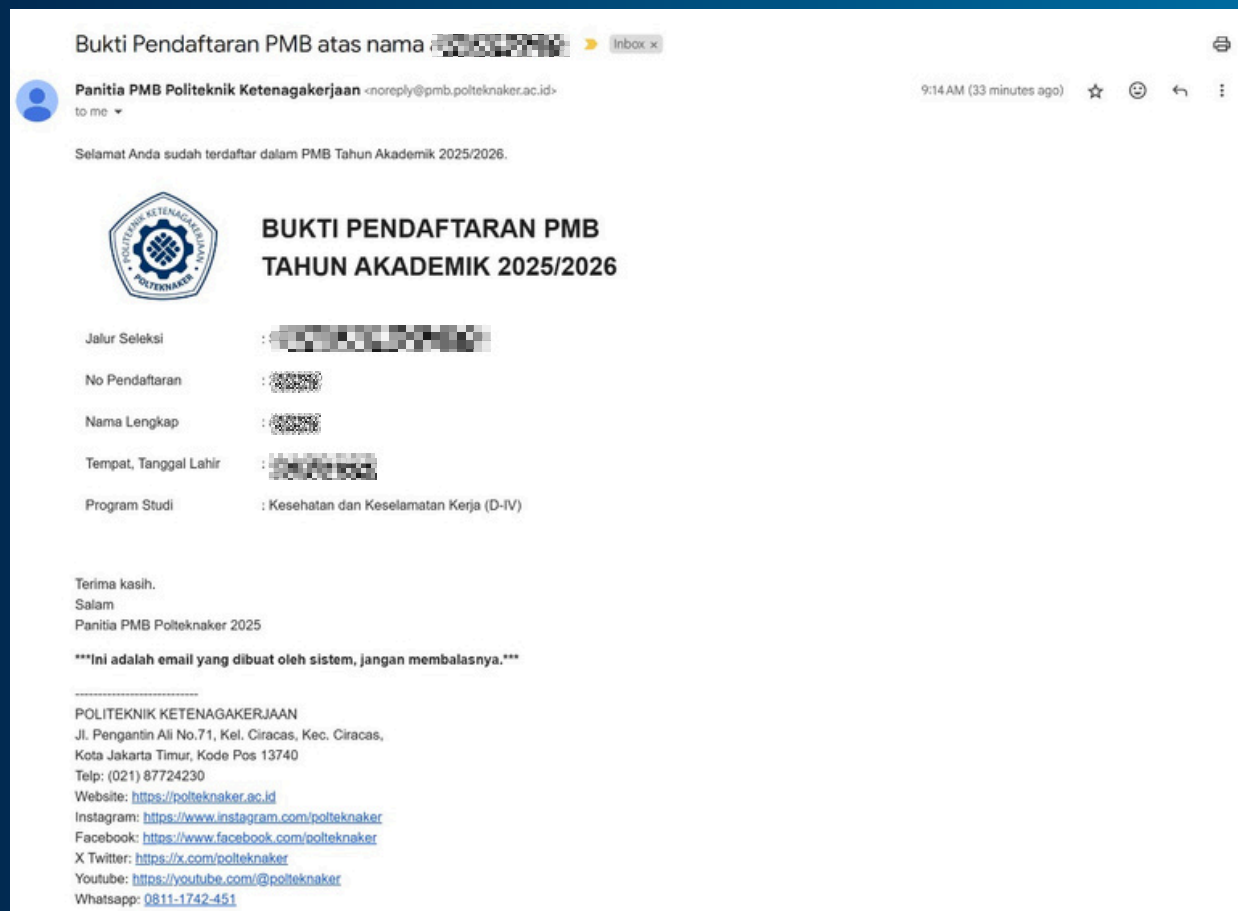 Bukti Pendaftaran PMB atas nama
Inbox x
Panitia PMB Politeknik Ketenagakerjaan <noreply@pmb.polteknaker.ac.id>
9:14 AM (33 minutes ago)
to me
Selamat Anda sudah terdaftar dalam PMB Tahun Akademik 2025/2026.
POLITEKNIK KETENAGAKERJAAN
POLTEKNAKER
BUKTI PENDAFTARAN PMB
TAHUN AKADEMIK 2025/2026
Jalur Seleksi :
No Pendaftaran :
Nama Lengkap :
Tempat, Tanggal Lahir :
Program Studi : Kesehatan dan Keselamatan Kerja (D-IV)
Terima kasih.
Salam
Panitia PMB Polteknaker 2025
***Ini adalah email yang dibuat oleh sistem, jangan membalasnya.***
---------------------------
POLITEKNIK KETENAGAKERJAAN
Jl. Pengantin Ali No.71, Kel. Ciracas, Kec. Ciracas,
Kota Jakarta Timur, Kode Pos 13740
Telp: (021) 87724230
Website: https://polteknaker.ac.id
Instagram: https://www.instagram.com/polteknaker
Facebook: https://www.facebook.com/polteknaker
X Twitter: https://x.com/polteknaker
Youtube: https://youtube.com/@polteknaker
Whatsapp: 0811-1742-451